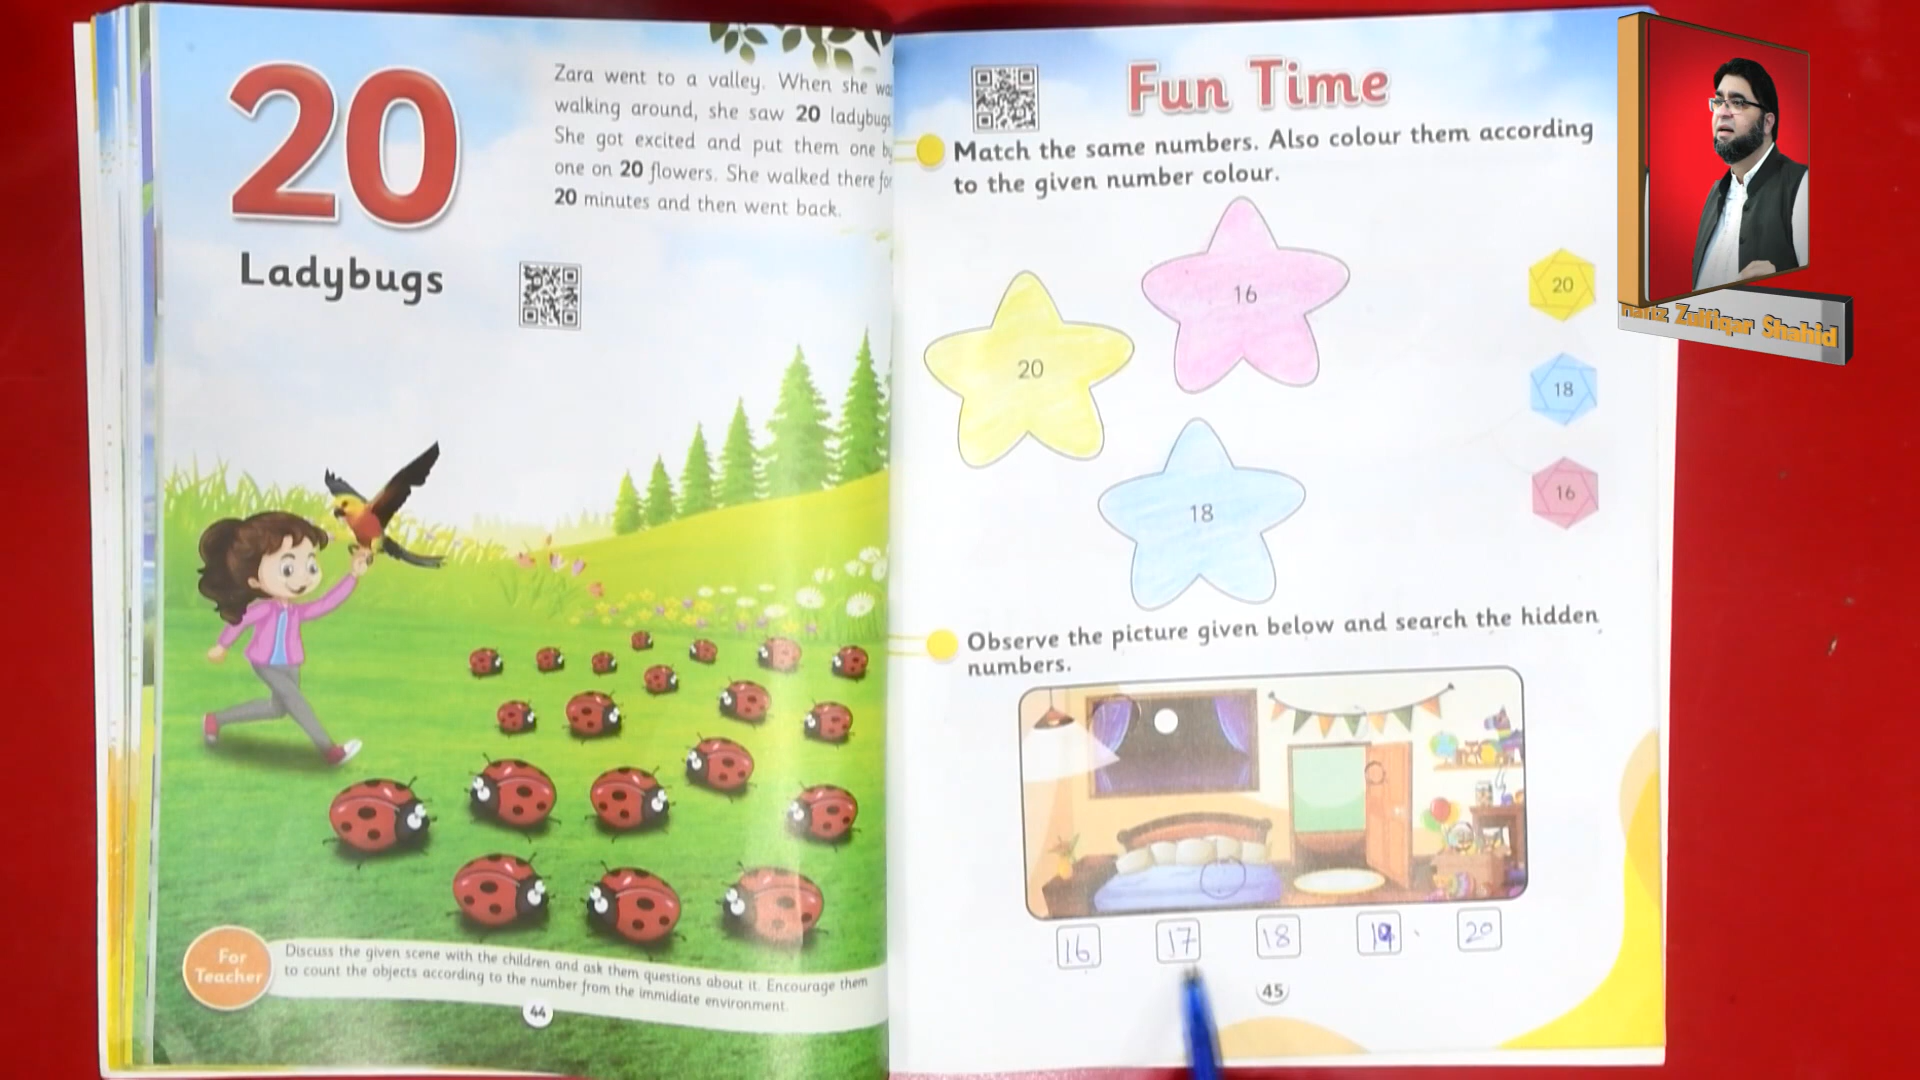 20
Ladybugs
Zara went to a valley. When she wa
walking around, she saw 20 ladybugs
She got excited and put them one b
one on 20 flowers. She walked there for
20 minutes and then went back.
For
Teacher
Discuss the given scene with the children and ask them questions about it. Encourage them
to count the objects according to the number from the immidiate environment.
44
Fun Time
Match the same numbers. Also colour them according
to the given number colour.
16
20
18
20
18
16
Observe the picture given below and search the hidden
numbers.
16 17 18 19 20
45
Zulfiqar Shahid